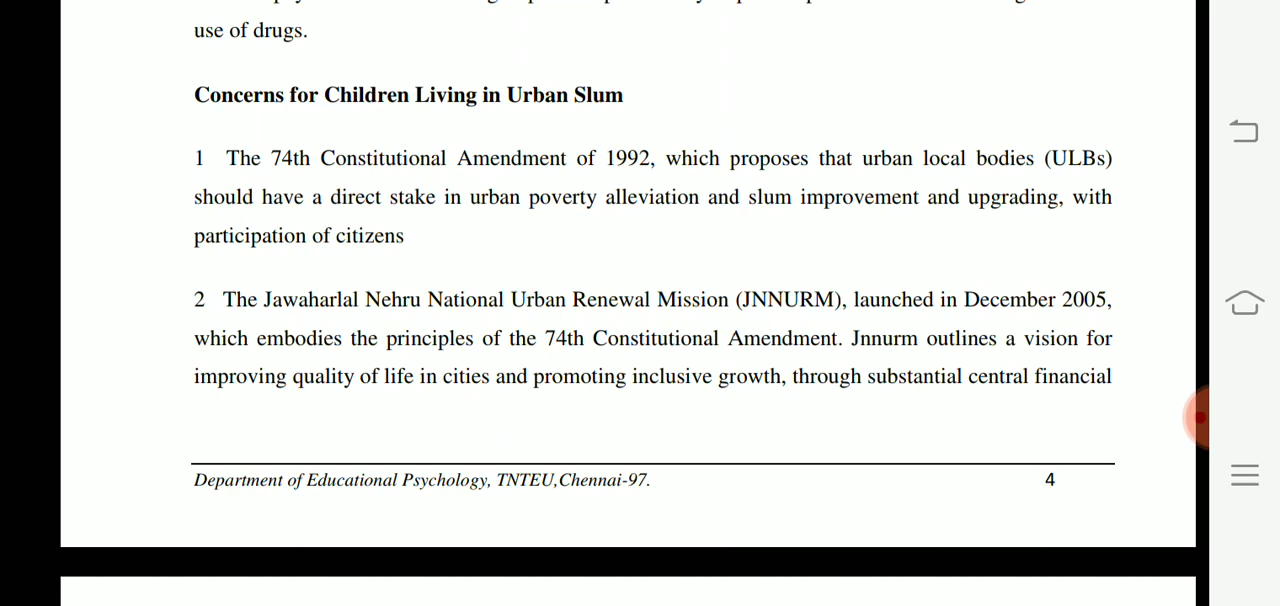 use of drugs.
Concerns for Children Living in Urban Slum
1 The 74th Constitutional Amendment of 1992, which proposes that urban local bodies (ULBs)
should have a direct stake in urban poverty alleviation and slum improvement and upgrading, with
participation of citizens
2 The Jawaharlal Nehru National Urban Renewal Mission (JNNURM), launched in December 2005,
which embodies the principles of the 74th Constitutional Amendment. Jnnurm outlines a vision for
improving quality of life in cities and promoting inclusive growth, through substantial central financial
Department of Educational Psychology, TNTEU,Chennai-97. 4